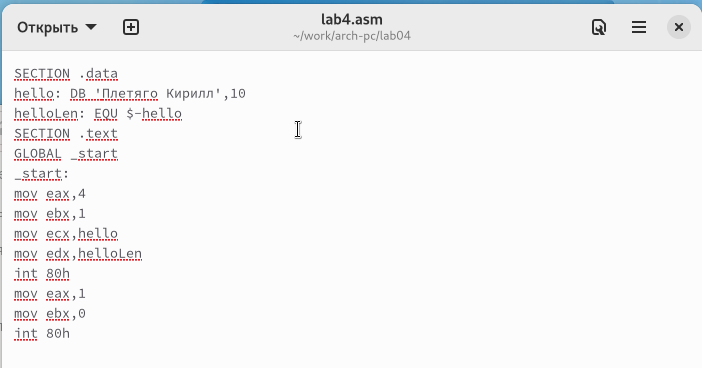 Открыть
lab4.asm
~/work/arch-pc/lab04
SECTION .data
hello: DB 'Плетяго Кирилл',10
helloLen: EQU $-hello
SECTION .text
GLOBAL _start
_start:
mov eax,4
mov ebx,1
mov ecx,hello
mov edx,helloLen
int 80h
mov eax,1
mov ebx,0
int 80h